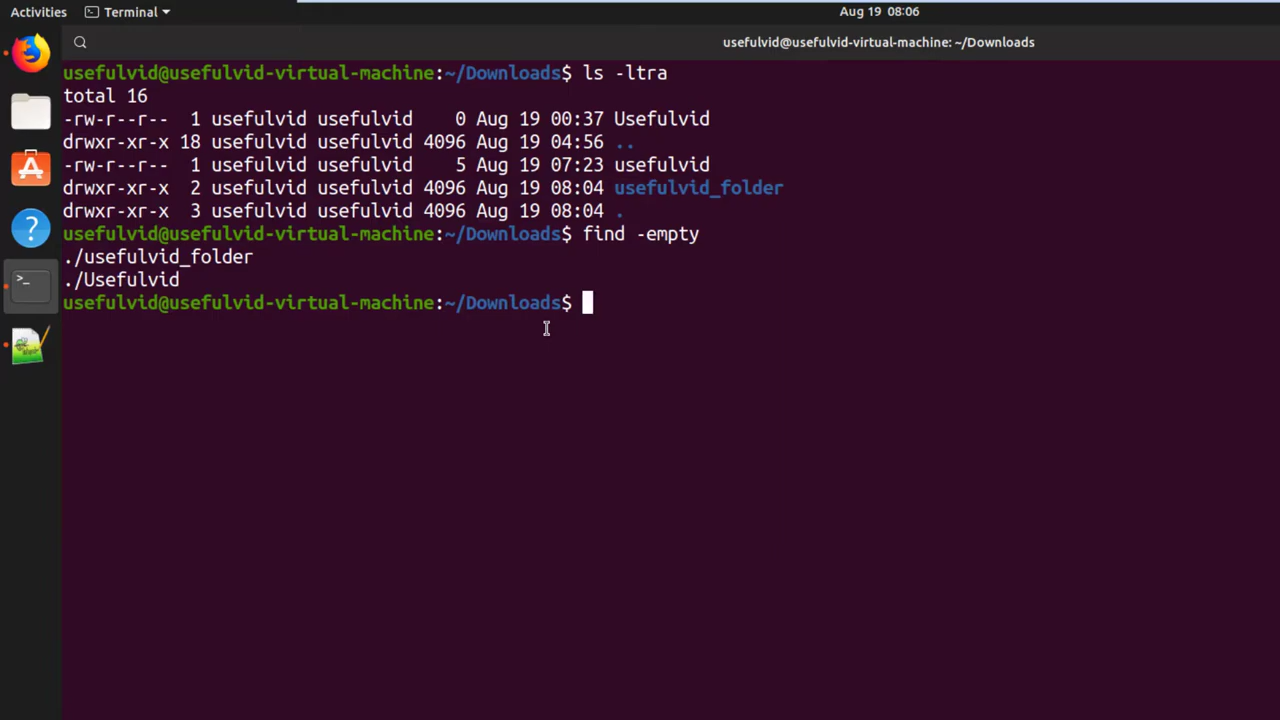 Activities Terminal Aug 19 08:06
usefulvid@usefulvid-virtual-machine: ~/Downloads
usefulvid@usefulvid-virtual-machine:~/Downloads$ ls -ltra
total 16
-rw-r--r-- 1 usefulvid usefulvid 0 Aug 19 00:37 Usefulvid
drwxr-xr-x 18 usefulvid usefulvid 4096 Aug 19 04:56 ..
-rw-r--r-- 1 usefulvid usefulvid 5 Aug 19 07:23 usefulvid
drwxr-xr-x 2 usefulvid usefulvid 4096 Aug 19 08:04 usefulvid_folder
drwxr-xr-x 3 usefulvid usefulvid 4096 Aug 19 08:04 .
usefulvid@usefulvid-virtual-machine:~/Downloads$ find -empty
./usefulvid_folder
./Usefulvid
usefulvid@usefulvid-virtual-machine:~/Downloads$